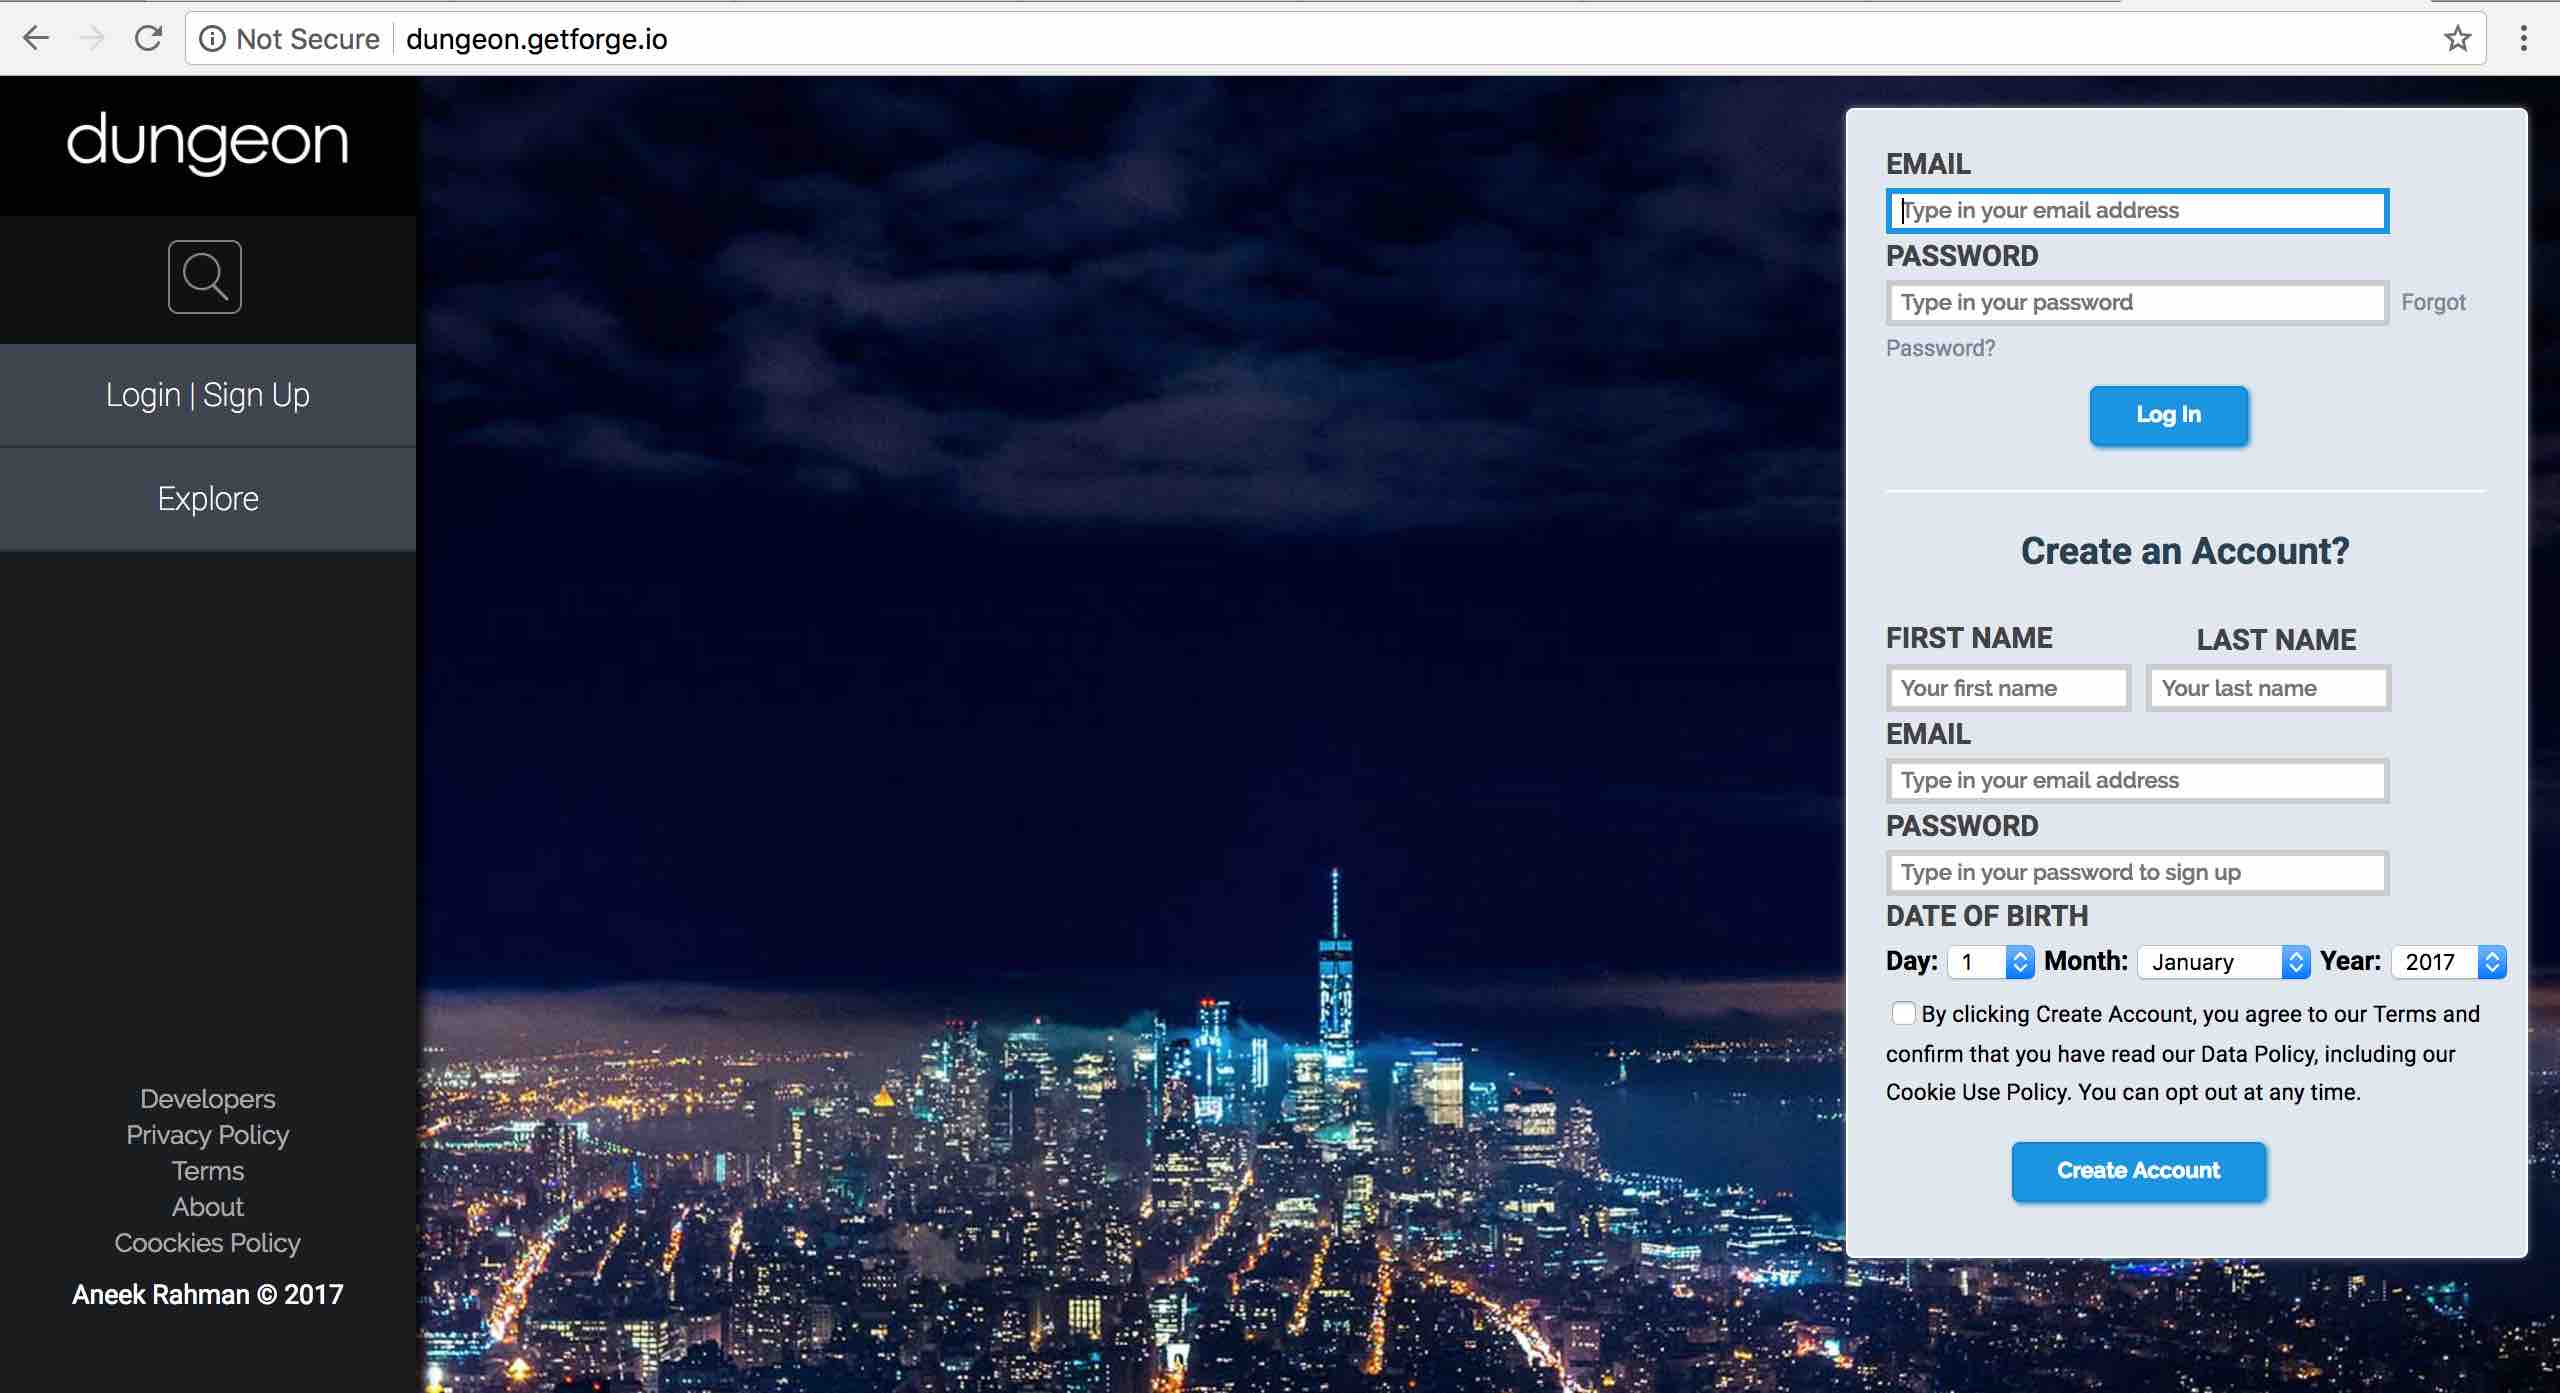 Not Secure dungeon.getforge.io
dungeon
Login | Sign Up
Explore
Developers
Privacy Policy
Terms
About
Coockies Policy
Aneek Rahman © 2017
EMAIL
Type in your email address
PASSWORD
Type in your password Forgot
Password?
Log In
Create an Account?
FIRST NAME LAST NAME
Your first name Your last name
EMAIL
Type in your email address
PASSWORD
Type in your password to sign up
DATE OF BIRTH
Day: 1 Month: January Year: 2017
By clicking Create Account, you agree to our Terms and
confirm that you have read our Data Policy, including our
Cookie Use Policy. You can opt out at any time.
Create Account